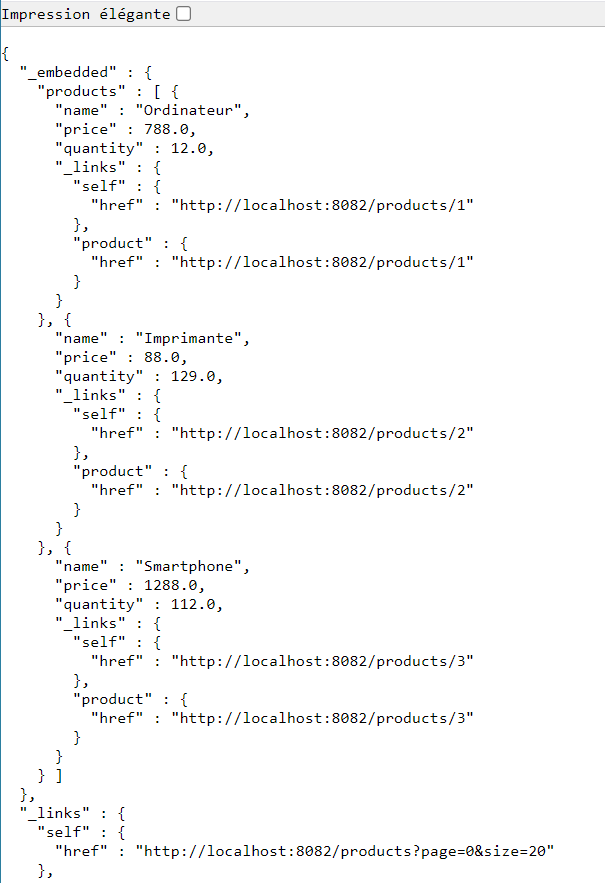 Impression élégante
{
  "_embedded" : {
    "products" : [ {
      "name" : "Ordinateur",
      "price" : 788.0,
      "quantity" : 12.0,
      "_links" : {
        "self" : {
          "href" : "http://localhost:8082/products/1"
        },
        "product" : {
          "href" : "http://localhost:8082/products/1"
        }
      }
    }, {
      "name" : "Imprimante",
      "price" : 88.0,
      "quantity" : 129.0,
      "_links" : {
        "self" : {
          "href" : "http://localhost:8082/products/2"
        },
        "product" : {
          "href" : "http://localhost:8082/products/2"
        }
      }
    }, {
      "name" : "Smartphone",
      "price" : 1288.0,
      "quantity" : 112.0,
      "_links" : {
        "self" : {
          "href" : "http://localhost:8082/products/3"
        },
        "product" : {
          "href" : "http://localhost:8082/products/3"
        }
      }
    } ]
  },
  "_links" : {
    "self" : {
      "href" : "http://localhost:8082/products?page=0&size=20"
    },